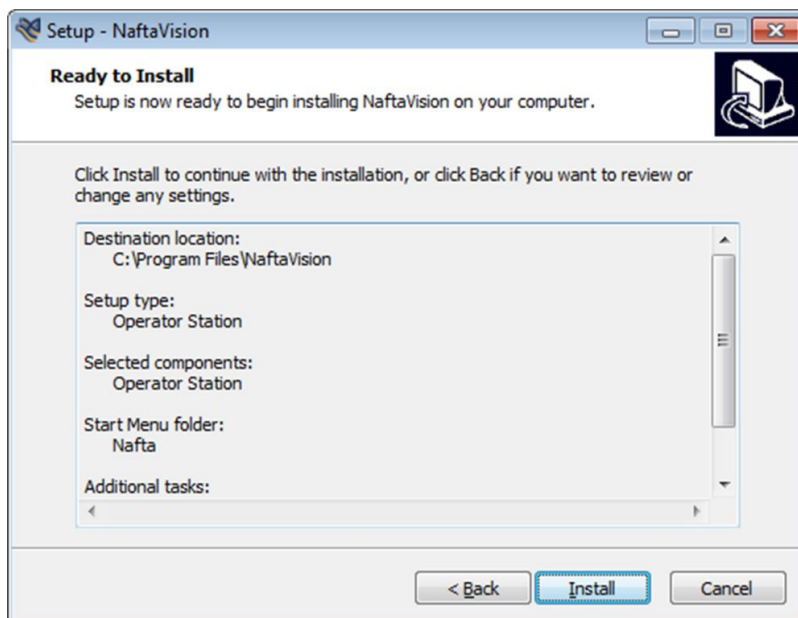 Setup - NaftaVision
Ready to Install
Setup is now ready to begin installing NaftaVision on your computer.
Click Install to continue with the installation, or click Back if you want to review or
change any settings.
Destination location:
C:\Program Files\NaftaVision
Setup type:
Operator Station
Selected components:
Operator Station
Start Menu folder:
Nafta
Additional tasks:
< Back
Install
Cancel